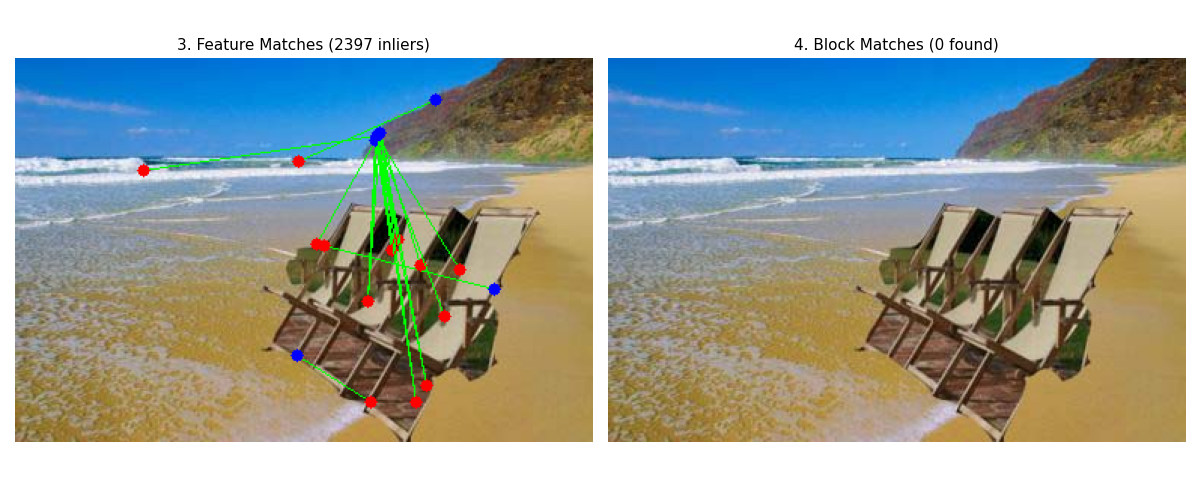 3. Feature Matches (2397 inliers)
4. Block Matches (0 found)